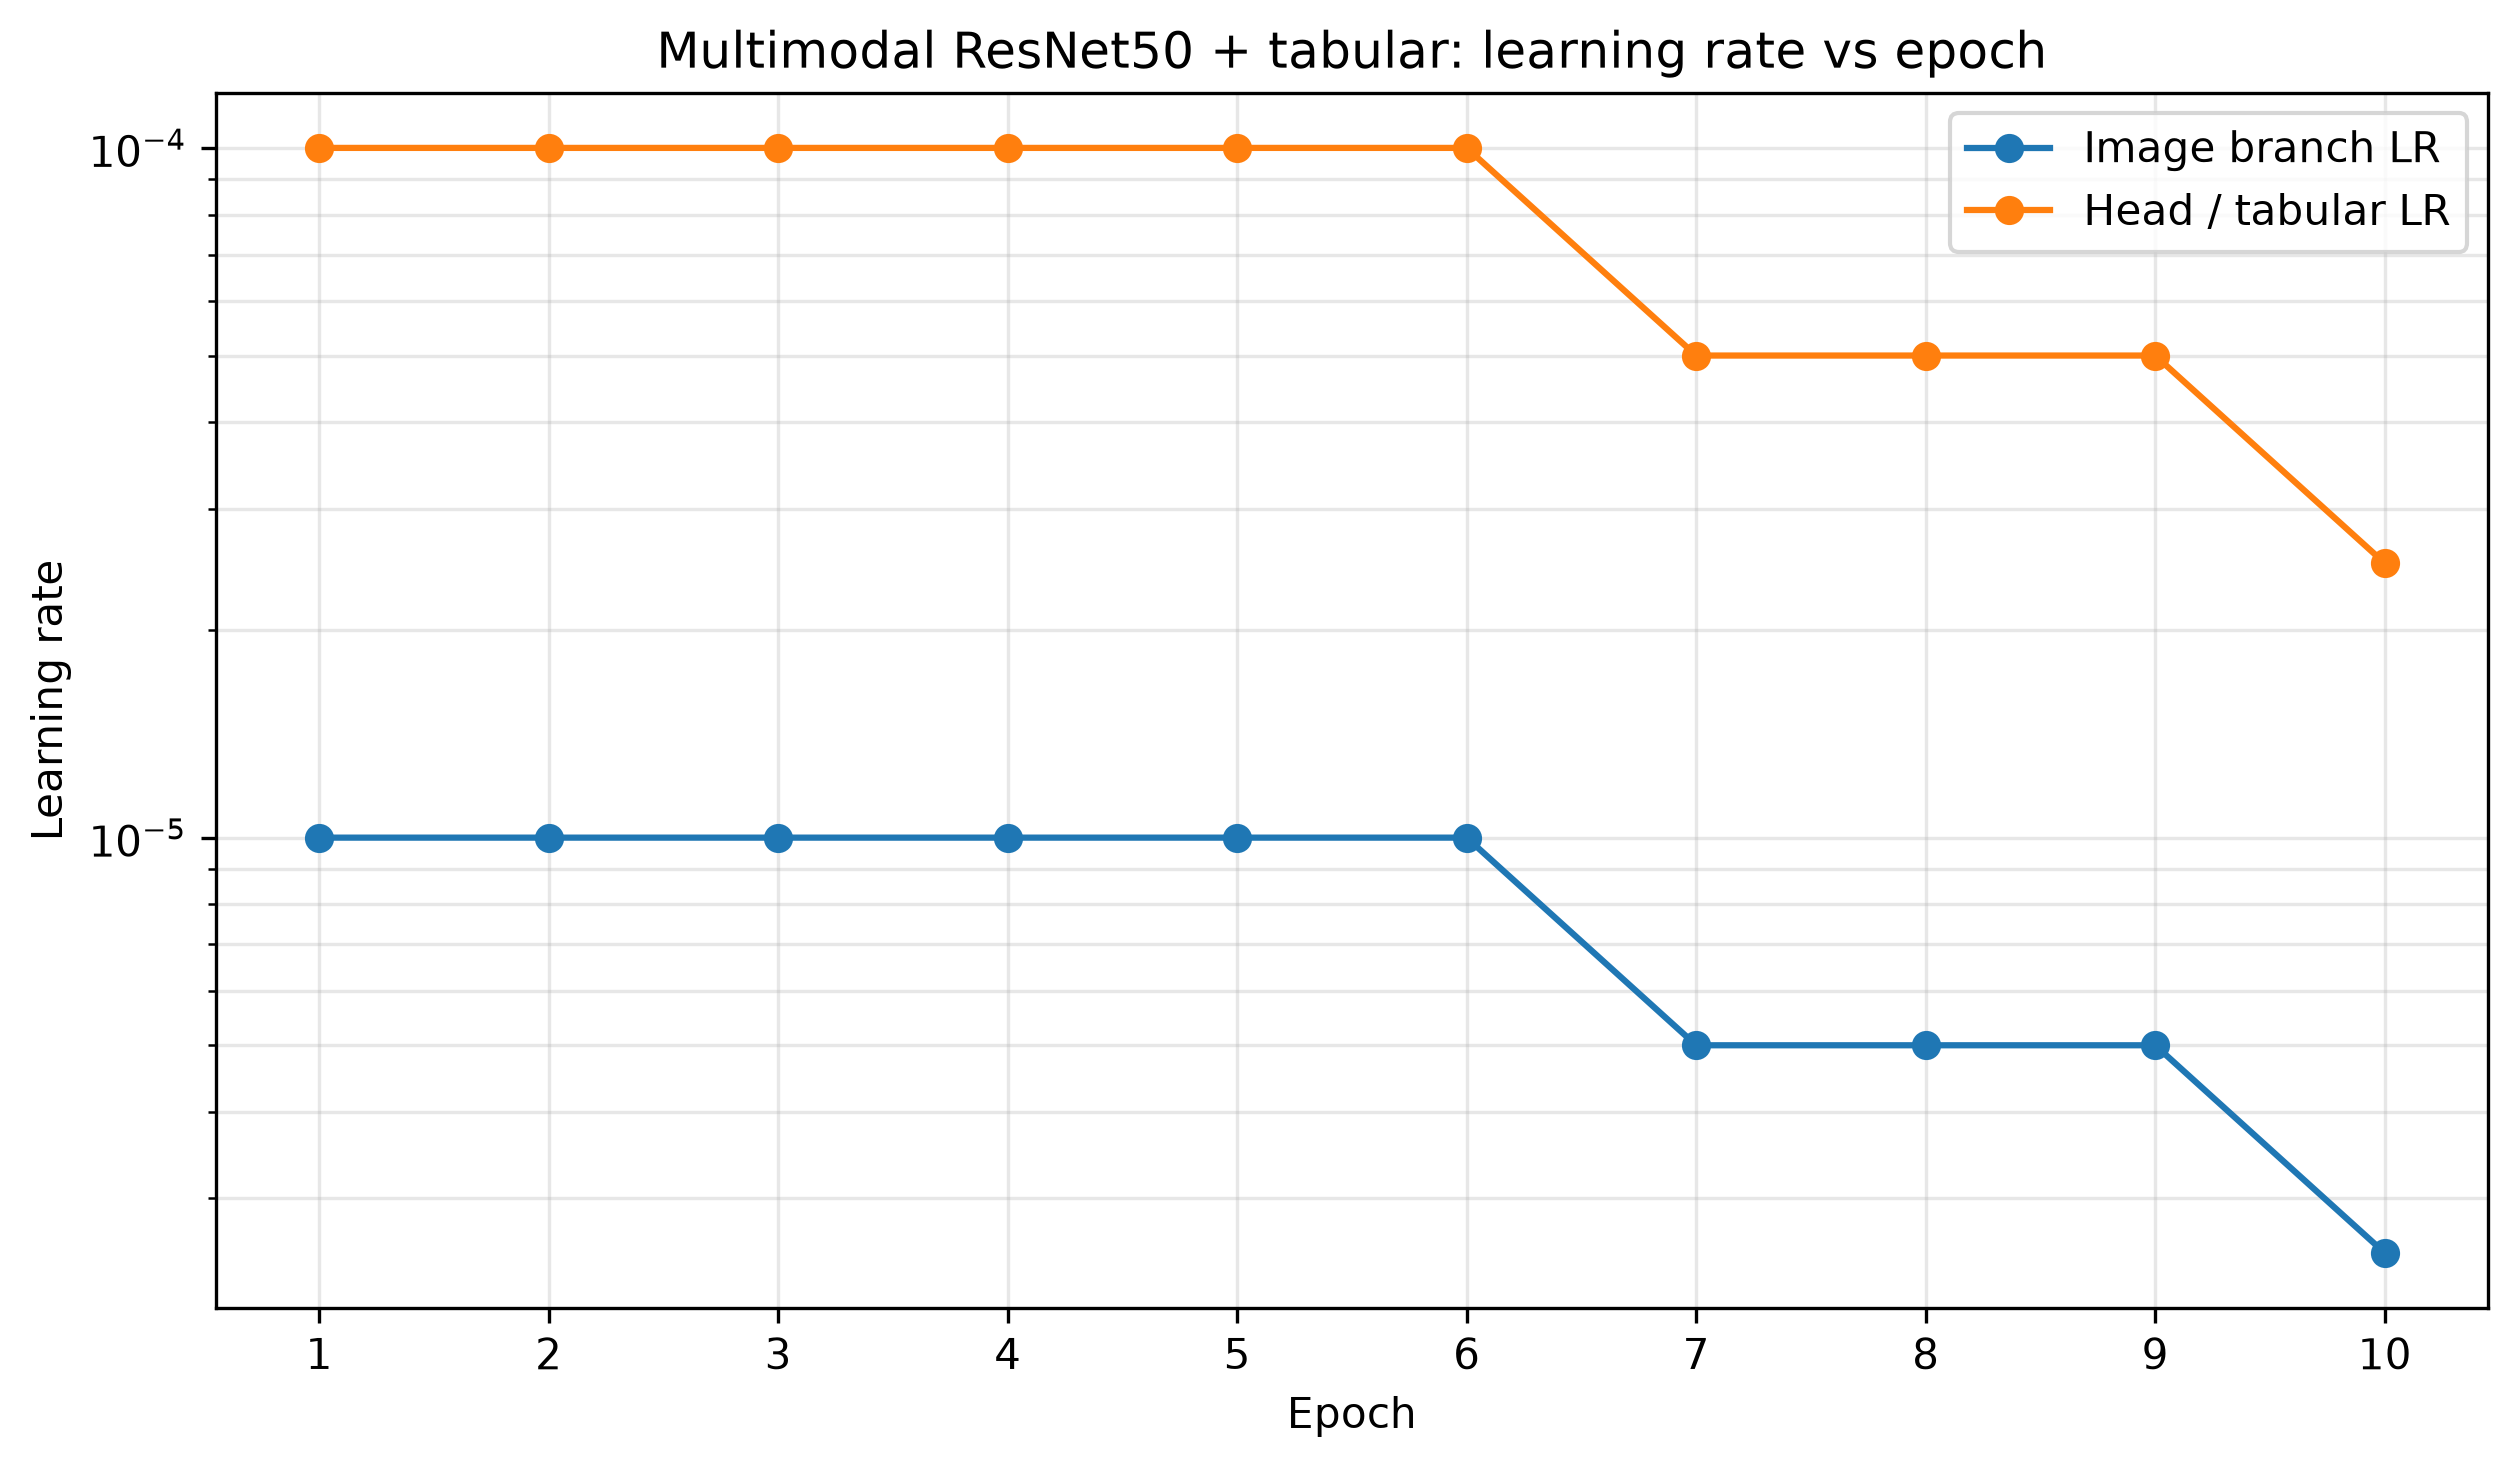 Multimodal ResNet50 + tabular: learning rate vs epoch
Image branch LR
Head / tabular LR
10⁻⁴
10⁻⁵
Learning rate
1 2 3 4 5 6 7 8 9 10
Epoch